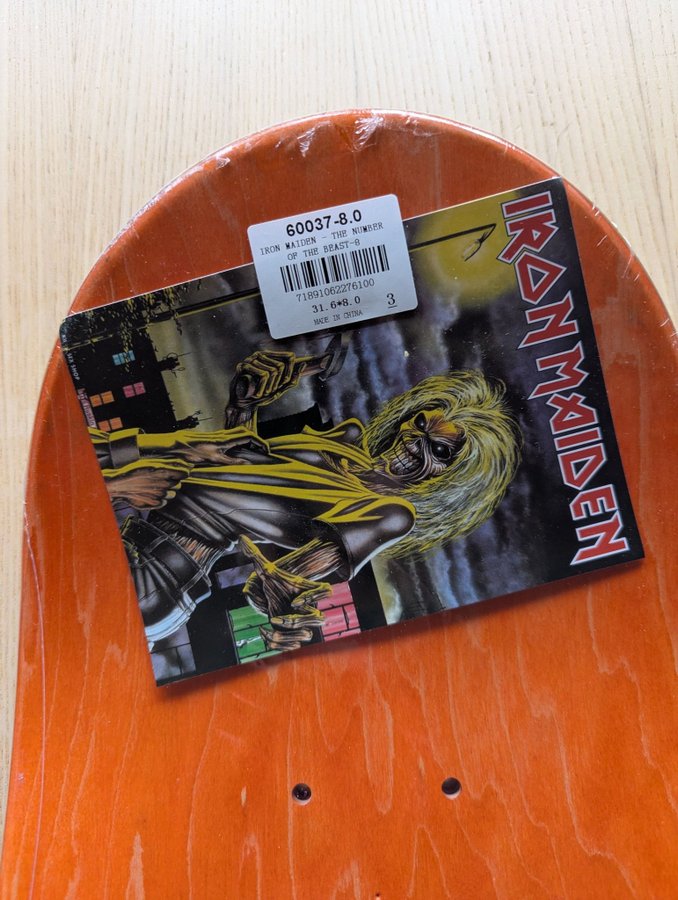 60037-8.0
IRON MAIDEN - THE NUMBER
OF THE BEAST-8
71891062276100
31.6*8.0 3
MADE IN CHINA
IRON MAIDEN